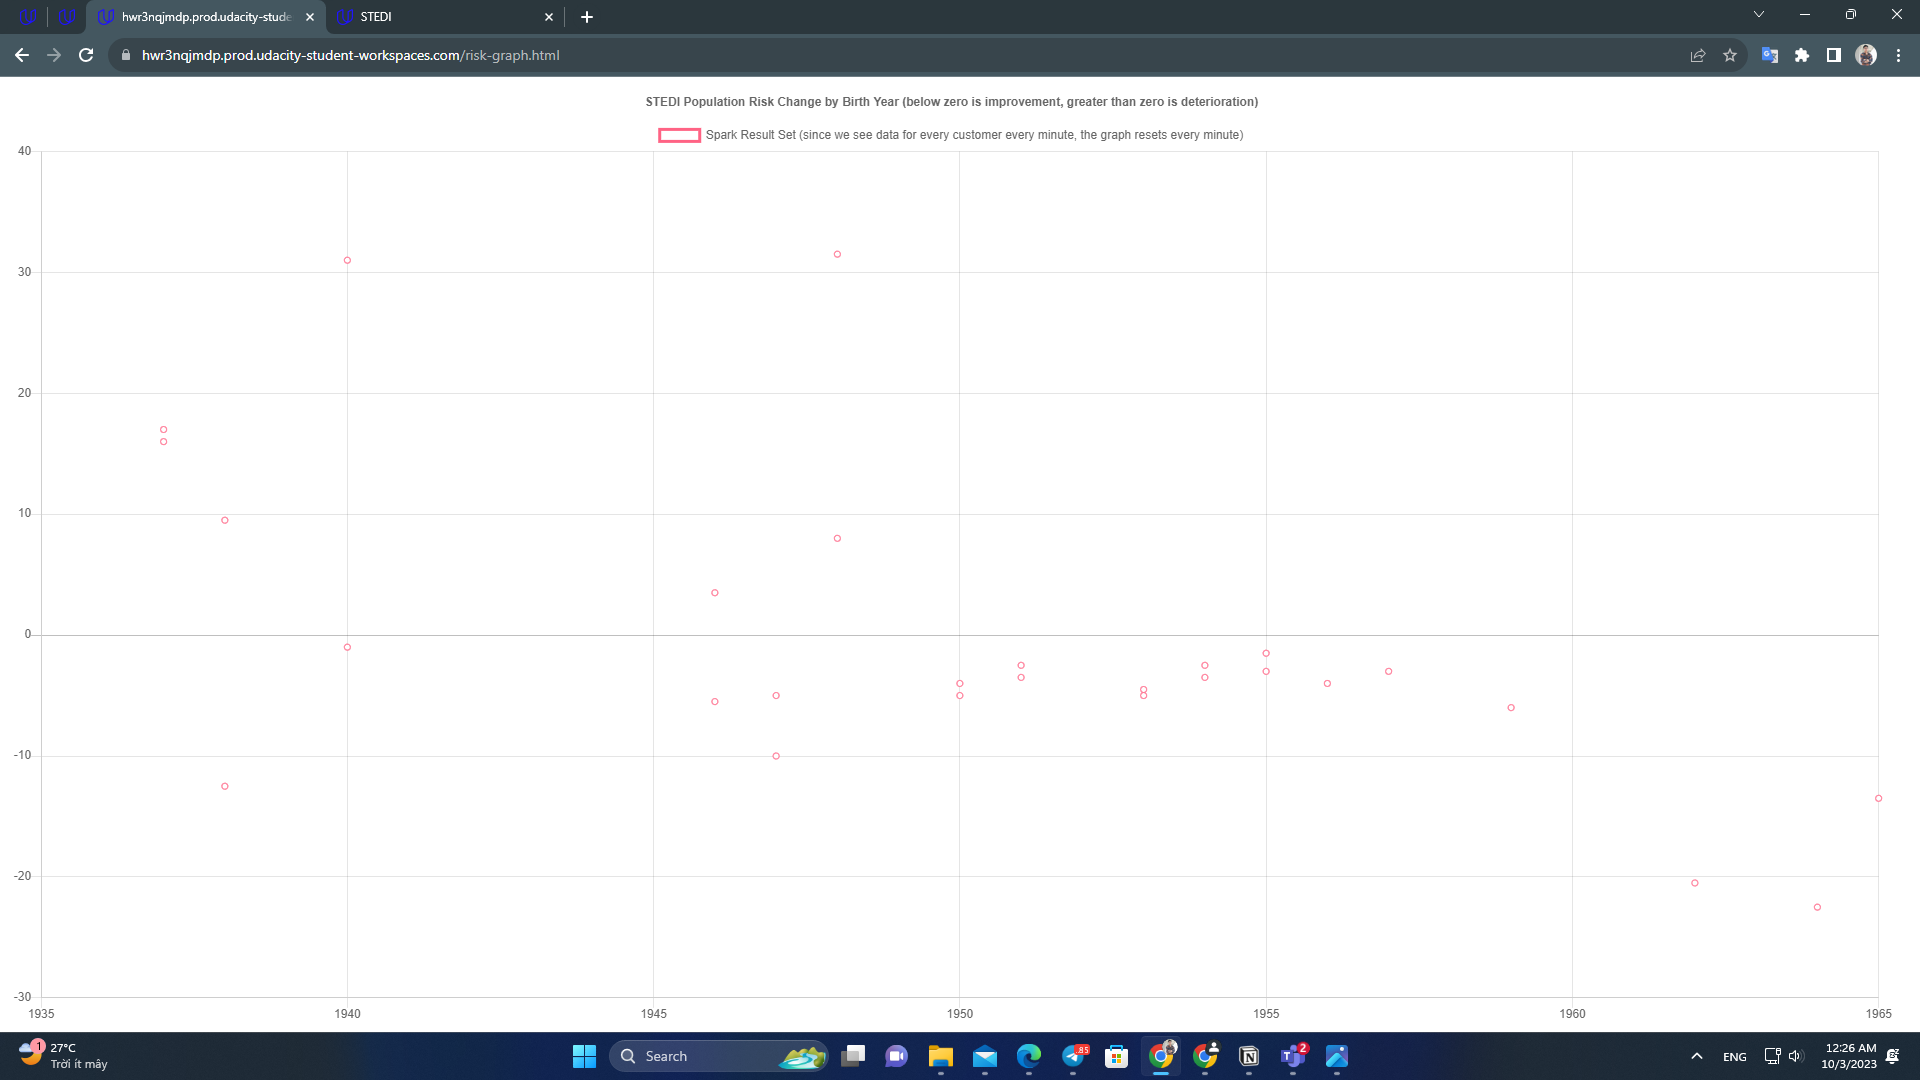 hwr3nqjmdp.prod.udacity-stude
STEDI
hwr3nqjmdp.prod.udacity-student-workspaces.com/risk-graph.html
STEDI Population Risk Change by Birth Year (below zero is improvement, greater than zero is deterioration)
Spark Result Set (since we see data for every customer every minute, the graph resets every minute)
40
30
20
10
0
-10
-20
-30
1935 1940 1945 1950 1955 1960 1965
1
27°C
Trời ít mây
Search
.85
2
ENG
12:26 AM
10/3/2023